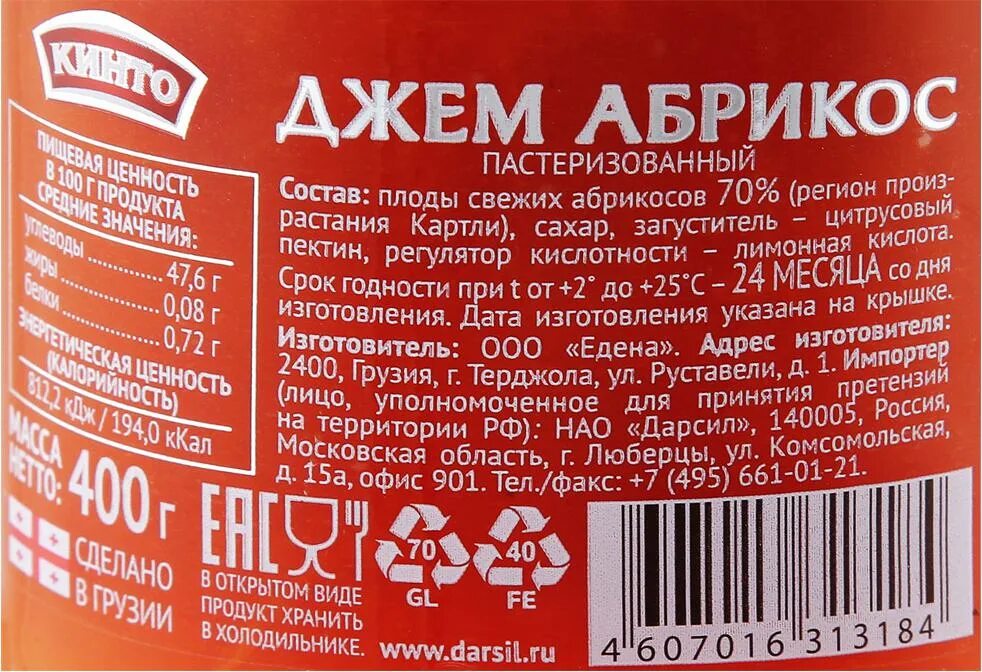 КИНТО
ПИЩЕВАЯ ЦЕННОСТЬ
В 100 Г ПРОДУКТА
СРЕДНИЕ ЗНАЧЕНИЯ:
углеводы ............ 47,6 г
жиры ............ 0,08 г
белки ............ 0,72 г
ЭНЕРГЕТИЧЕСКАЯ ЦЕННОСТЬ
(КАЛОРИЙНОСТЬ)
812,2 кДж / 194,0 кКал
МАССА
НЕТТО: 400 г
СДЕЛАНО
В ГРУЗИИ
ДЖЕМ АБРИКОС
ПАСТЕРИЗОВАННЫЙ
Состав: плоды свежих абрикосов 70% (регион произ-
растания Картли), сахар, загуститель – цитрусовый
пектин, регулятор кислотности – лимонная кислота.
Срок годности при t от +2° до +25°С – 24 МЕСЯЦА со дня
изготовления. Дата изготовления указана на крышке.
Изготовитель: ООО «Едена». Адрес изготовителя:
2400, Грузия, г. Терджола, ул. Руставели, д. 1. Импортер
(лицо, уполномоченное для принятия претензий
на территории РФ): НАО «Дарсил», 140005, Россия,
Московская область, г. Люберцы, ул. Комсомольская,
д. 15а, офис 901. Тел./факс: +7 (495) 661-01-21.
EAC
В ОТКРЫТОМ ВИДЕ
ПРОДУКТ ХРАНИТЬ
В ХОЛОДИЛЬНИКЕ.
70
GL
40
FE
www.darsil.ru
4 607016 313184